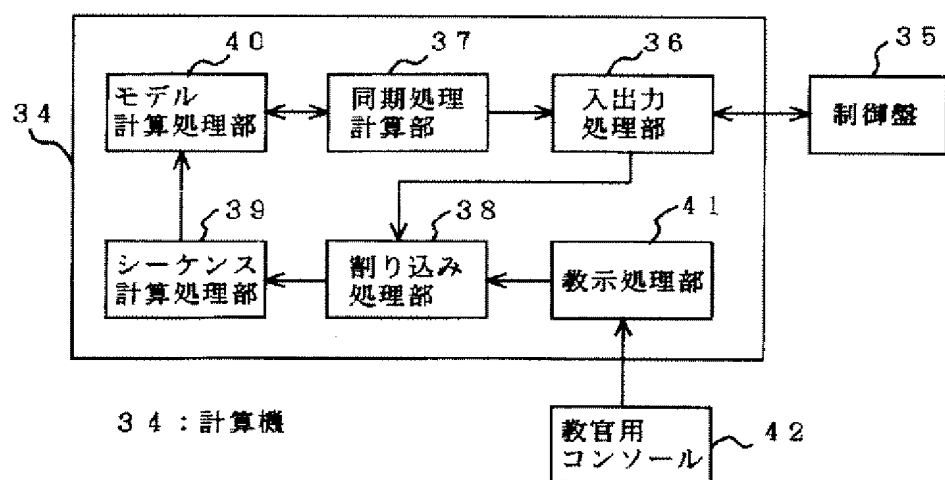 ４０
３７
３６
３５
モデル
計算処理部
同期処理
計算部
入出力
処理部
制御盤
３４
３９
３８
４１
シーケンス
計算処理部
割り込み
処理部
教示処理部
３４：計算機
教官用
コンソール
４２